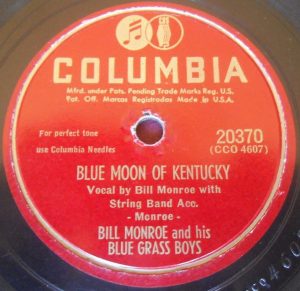 COLUMBIA
Mfrd. under Pats. Pending Trade Marks Reg. U.S.
Pat. Off. Marcas Registradas Made in U.S.A.
For perfect tone
use Columbia Needles
20370
(CCO 4607)
BLUE MOON OF KENTUCKY
Vocal by Bill Monroe with
String Band Acc.
- Monroe -
BILL MONROE and his
BLUE GRASS BOYS